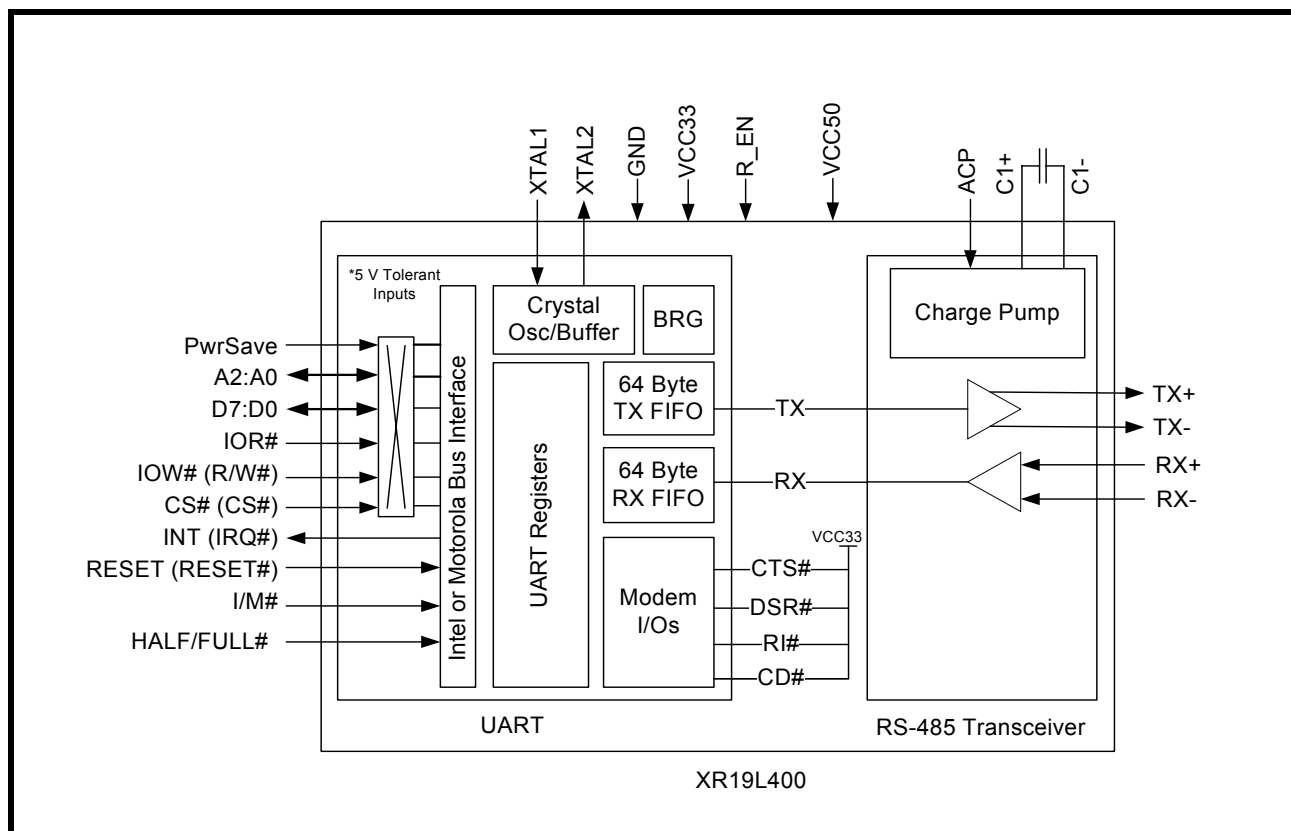 XTAL1
XTAL2
GND
VCC33
R_EN
VCC50
ACP
C1+
C1-
*5 V Tolerant
Inputs
PwrSave
A2:A0
D7:D0
IOR#
IOW# (R/W#)
CS# (CS#)
INT (IRQ#)
RESET (RESET#)
I/M#
HALF/FULL#
Intel or Motorola Bus Interface
Crystal
Osc/Buffer
BRG
UART Registers
64 Byte
TX FIFO
64 Byte
RX FIFO
Modem
I/Os
TX
RX
VCC33
CTS#
DSR#
RI#
CD#
Charge Pump
TX+
TX-
RX+
RX-
UART
RS-485 Transceiver
XR19L400